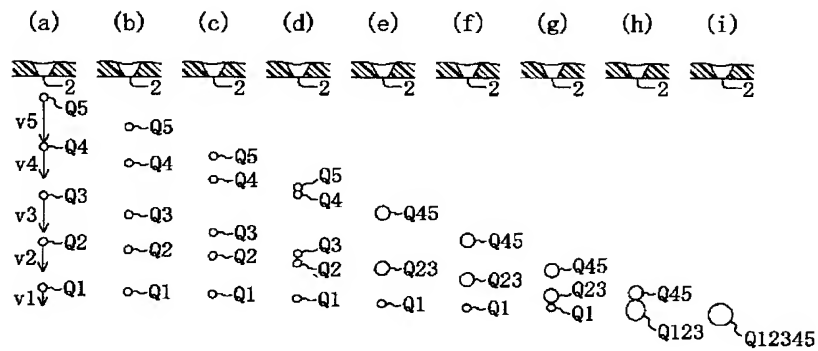 (a) (b) (c) (d) (e) (f) (g) (h) (i)
2 2 2 2 2 2 2 2 2
v5 Q5 Q5 Q5 Q5
v4 Q4 Q4 Q4 Q4 Q45 Q45 Q45 Q45
v3 Q3 Q3 Q3 Q3
v2 Q2 Q2 Q2 Q2 Q23 Q23 Q23
v1 Q1 Q1 Q1 Q1 Q1 Q1 Q1 Q123 Q12345